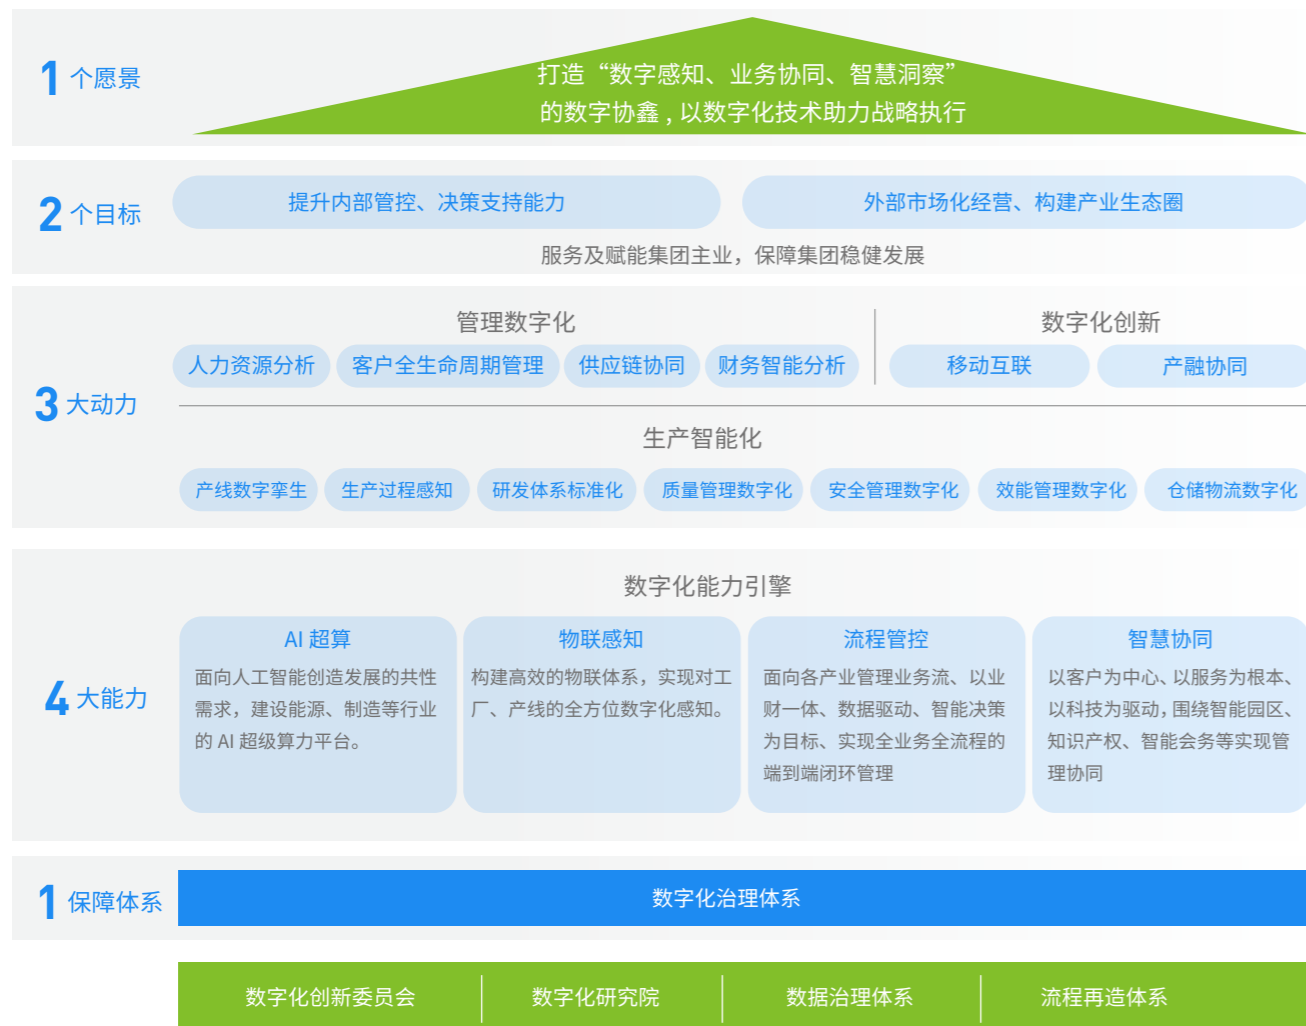 1 个愿景
打造“数字感知、业务协同、智慧洞察”
的数字协鑫，以数字化技术助力战略执行
2 个目标
提升内部管控、决策支持能力
外部市场化经营、构建产业生态圈
服务及赋能集团主业，保障集团稳健发展
3 大动力
管理数字化
人力资源分析
客户全生命周期管理
供应链协同
财务智能分析
数字化创新
移动互联
产融协同
生产智能化
产线数字孪生
生产过程感知
研发体系标准化
质量管理数字化
安全管理数字化
效能管理数字化
仓储物流数字化
4 大能力
数字化能力引擎
AI 超算
面向人工智能创造发展的共性
需求，建设能源、制造等行业
的 AI 超级算力平台。
物联感知
构建高效的物联体系，实现对工
厂、产线的全方位数字化感知。
流程管控
面向各产业管理业务流、以业
财一体、数据驱动、智能决策
为目标、实现全业务全流程的
端到端闭环管理
智慧协同
以客户为中心、以服务为根本、
以科技为驱动，围绕智能园区、
知识产权、智能会务等实现管
理协同
1 保障体系
数字化治理体系
数字化创新委员会
数字化研究院
数据治理体系
流程再造体系